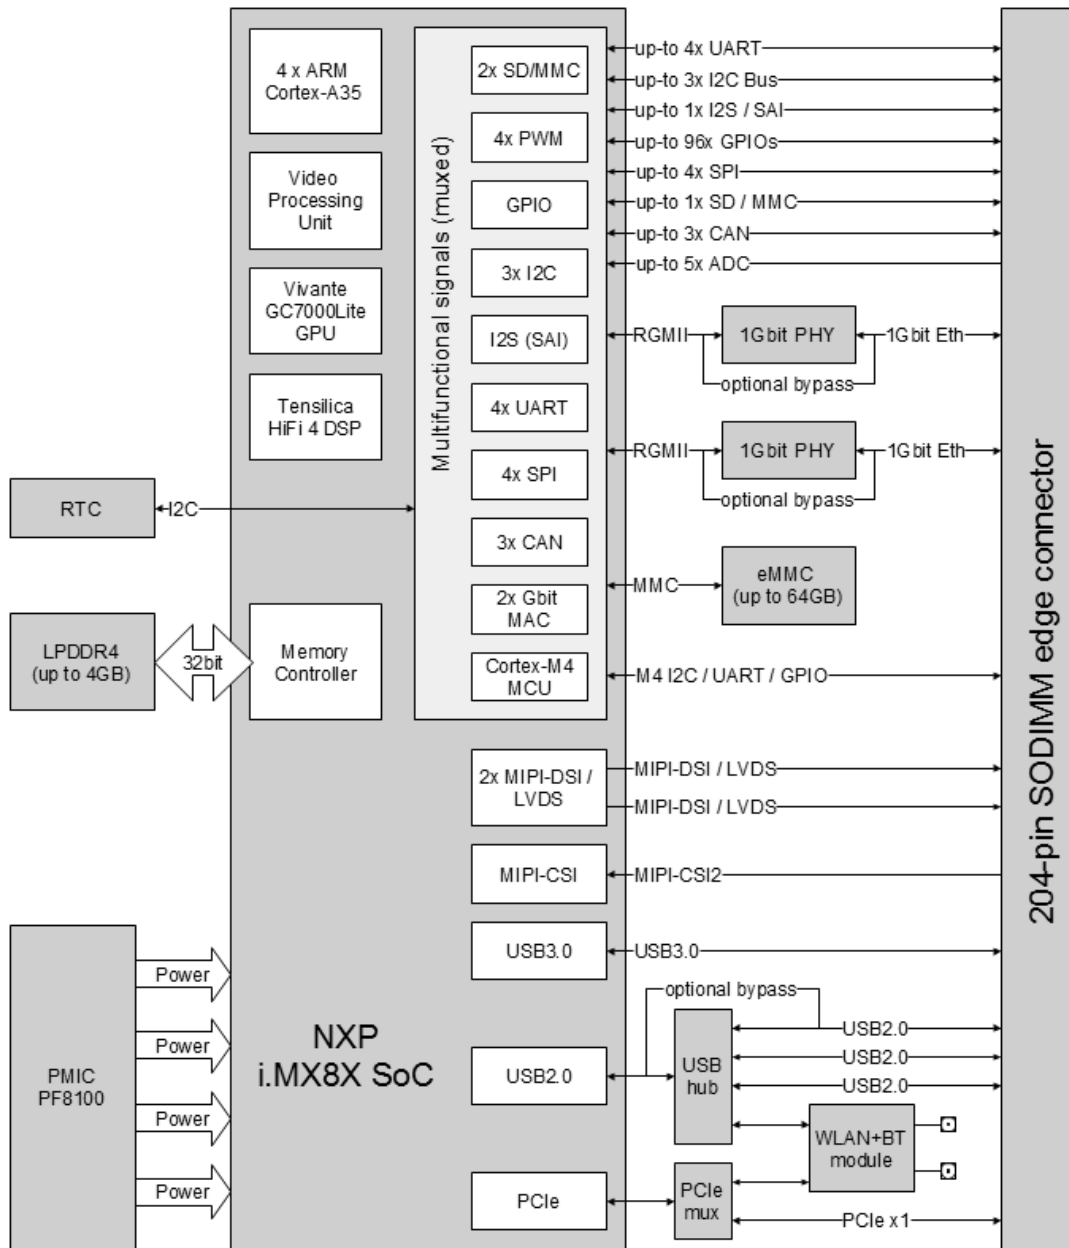 4 x ARM
Cortex-A35
Video
Processing
Unit
Vivante
GC7000Lite
GPU
Tensilica
HiFi 4 DSP
Multifunctional signals (muxed)
2x SD/MMC
4x PWM
GPIO
3x I2C
I2S (SAI)
4x UART
4x SPI
3x CAN
2x Gbit
MAC
Cortex-M4
MCU
up-to 4x UART
up-to 3x I2C Bus
up-to 1x I2S / SAI
up-to 96x GPIOs
up-to 4x SPI
up-to 1x SD / MMC
up-to 3x CAN
up-to 5x ADC
RGMII
1Gbit PHY
1Gbit Eth
optional bypass
RGMII
1Gbit PHY
1Gbit Eth
optional bypass
MMC
eMMC
(up to 64GB)
M4 I2C / UART / GPIO
RTC
I2C
LPDDR4
(up to 4GB)
32bit
Memory
Controller
2x MIPI-DSI /
LVDS
MIPI-DSI / LVDS
MIPI-DSI / LVDS
MIPI-CSI
MIPI-CSI2
USB3.0
USB3.0
optional bypass
USB2.0
USB
hub
USB2.0
USB2.0
USB2.0
WLAN+BT
module
PCIe
PCIe
mux
PCIe x1
PMIC
PF8100
Power
Power
Power
Power
NXP
i.MX8X SoC
204-pin SODIMM edge connector